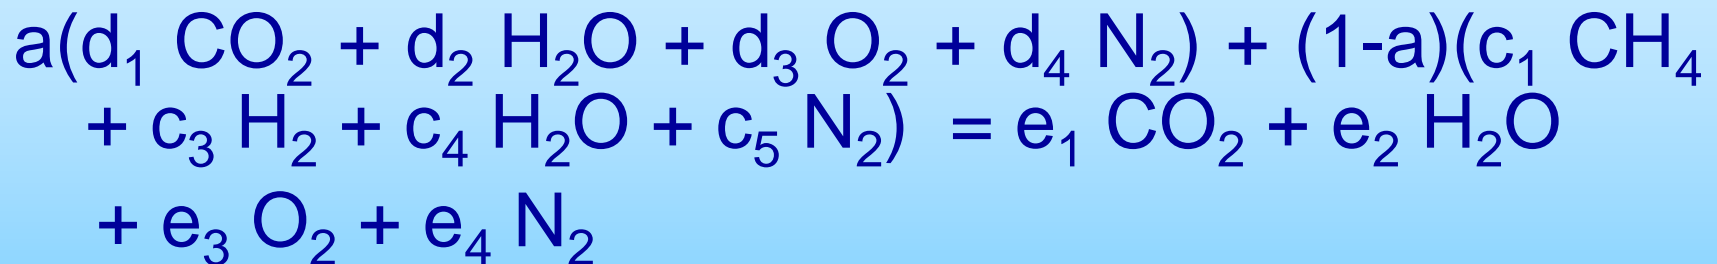 a(d₁ CO₂ + d₂ H₂O + d₃ O₂ + d₄ N₂) + (1-a)(c₁ CH₄
+ c₃ H₂ + c₄ H₂O + c₅ N₂) = e₁ CO₂ + e₂ H₂O
+ e₃ O₂ + e₄ N₂